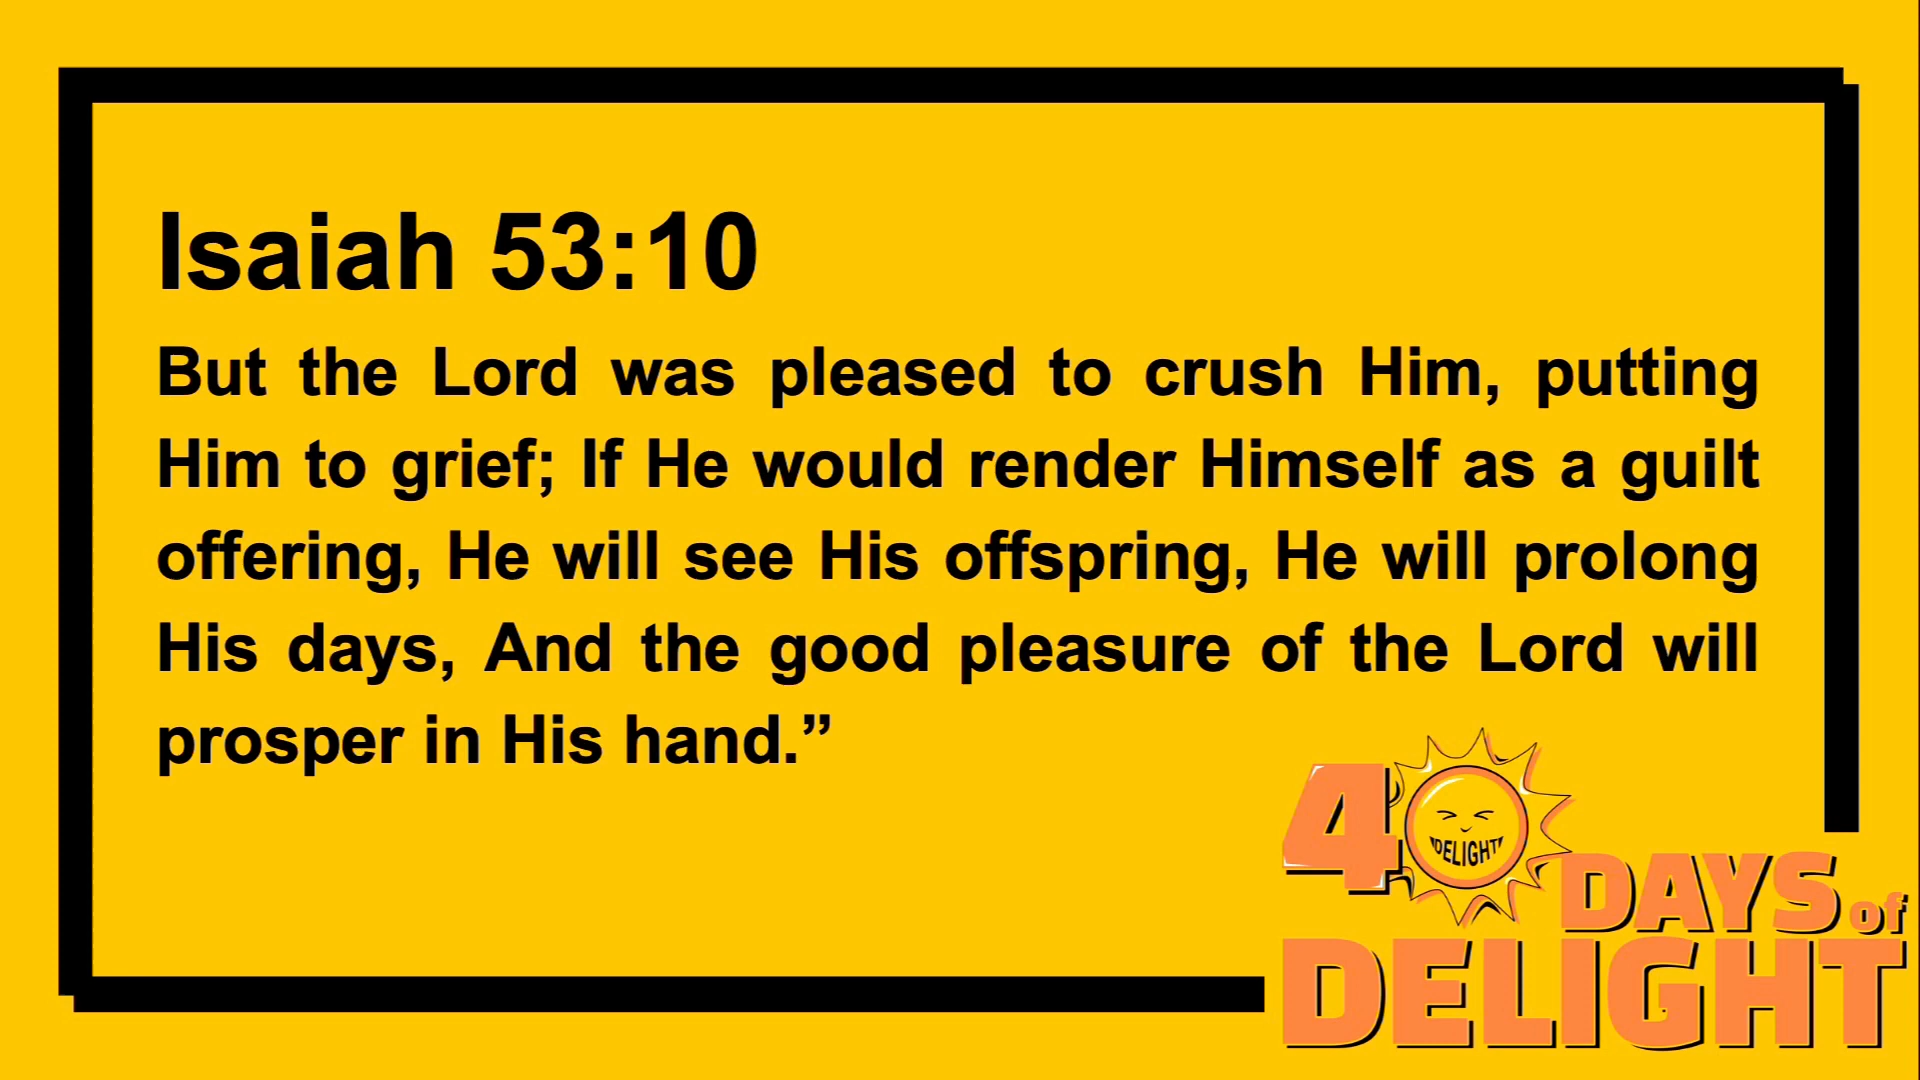 Isaiah 53:10
But the Lord was pleased to crush Him, putting
Him to grief; If He would render Himself as a guilt
offering, He will see His offspring, He will prolong
His days, And the good pleasure of the Lord will
prosper in His hand.”
4
DELIGHT
DAYS of
DELIGHT